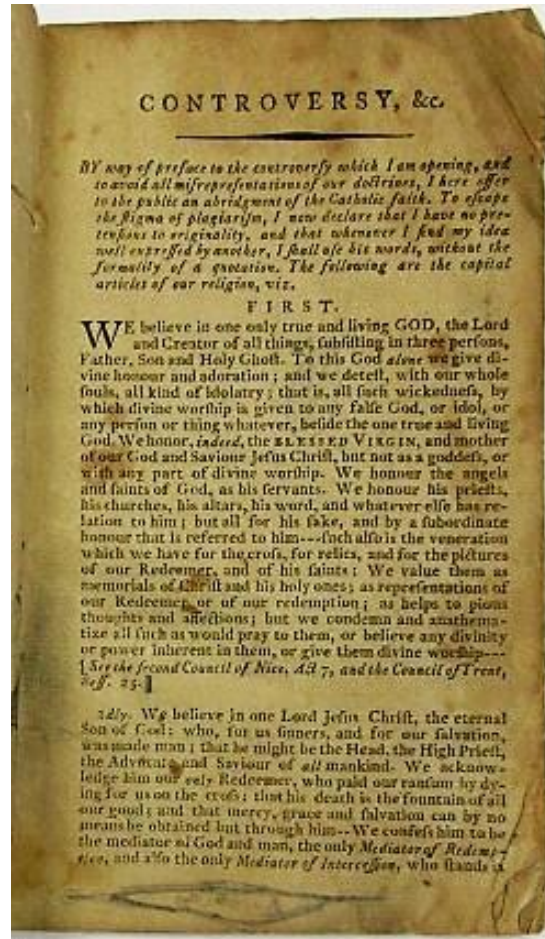 CONTROVERSY, &c.
BY way of preface to the controverſy which I am opening, and
to avoid all miſrepreſentations of our doctrines, I here offer
to the public an abridgment of the Catholic faith. To eſcape
the ſtigma of plagiariſm, I now declare that I have no pre-
tenſions to originality, and that whenever I find my idea
well expreſſed by another, I ſhall uſe his words, without the
formality of a quotation. The following are the capital
articles of our religion, viz.
FIRST.
WE believe in one only true and living GOD, the Lord
and Creator of all things, ſubſiſting in three perſons,
Father, Son and Holy Ghoſt. To this God alone we give di-
vine honour and adoration; and we deteſt, with our whole
ſouls, all kind of idolatry; that is, all ſuch wickedneſs, by
which divine worſhip is given to any falſe God, or idol, or
any perſon or thing whatever, beſide the one true and living
God. We honor, indeed, the BLESSED VIRGIN, and mother
of our God and Saviour Jeſus Chriſt, but not as a goddeſs, or
with any part of divine worſhip. We honour the angels
and ſaints of God, as his ſervants. We honour his prieſts,
his churches, his altars, his word, and whatever elſe has re-
lation to him; but all for his ſake, and by a ſubordinate
honour that is referred to him---ſuch alſo is the veneration
which we have for the croſs, for relics, and for the pictures
of our Redeemer, and of his ſaints: We value them as
memorials of Chriſt and his holy ones; as repreſentations of
our Redeemer, or of our redemption; as helps to pious
thoughts and affections; but we condemn and anathema-
tize all ſuch as would pray to them, or believe any divinity
or power inherent in them, or give them divine worſhip---
[See the ſecond Council of Nice, Act 7, and the Council of Trent,
Seſſ. 25.]
2dly. We believe in one Lord Jeſus Chriſt, the eternal
Son of God: who, for us ſinners, and for our ſalvation,
was made man; that he might be the Head, the High Prieſt,
the Advocate and Saviour of all mankind. We acknow-
ledge him our only Redeemer, who paid our ranſum by dy-
ing for us on the croſs; that his death is the fountain of all
our good; and that mercy, grace and ſalvation can by no
means be obtained but through him--We confeſs him to be
the mediator of God and man, the only Mediator of Redemp-
tion, and alſo the only Mediator of Interceſſion, who ſtands